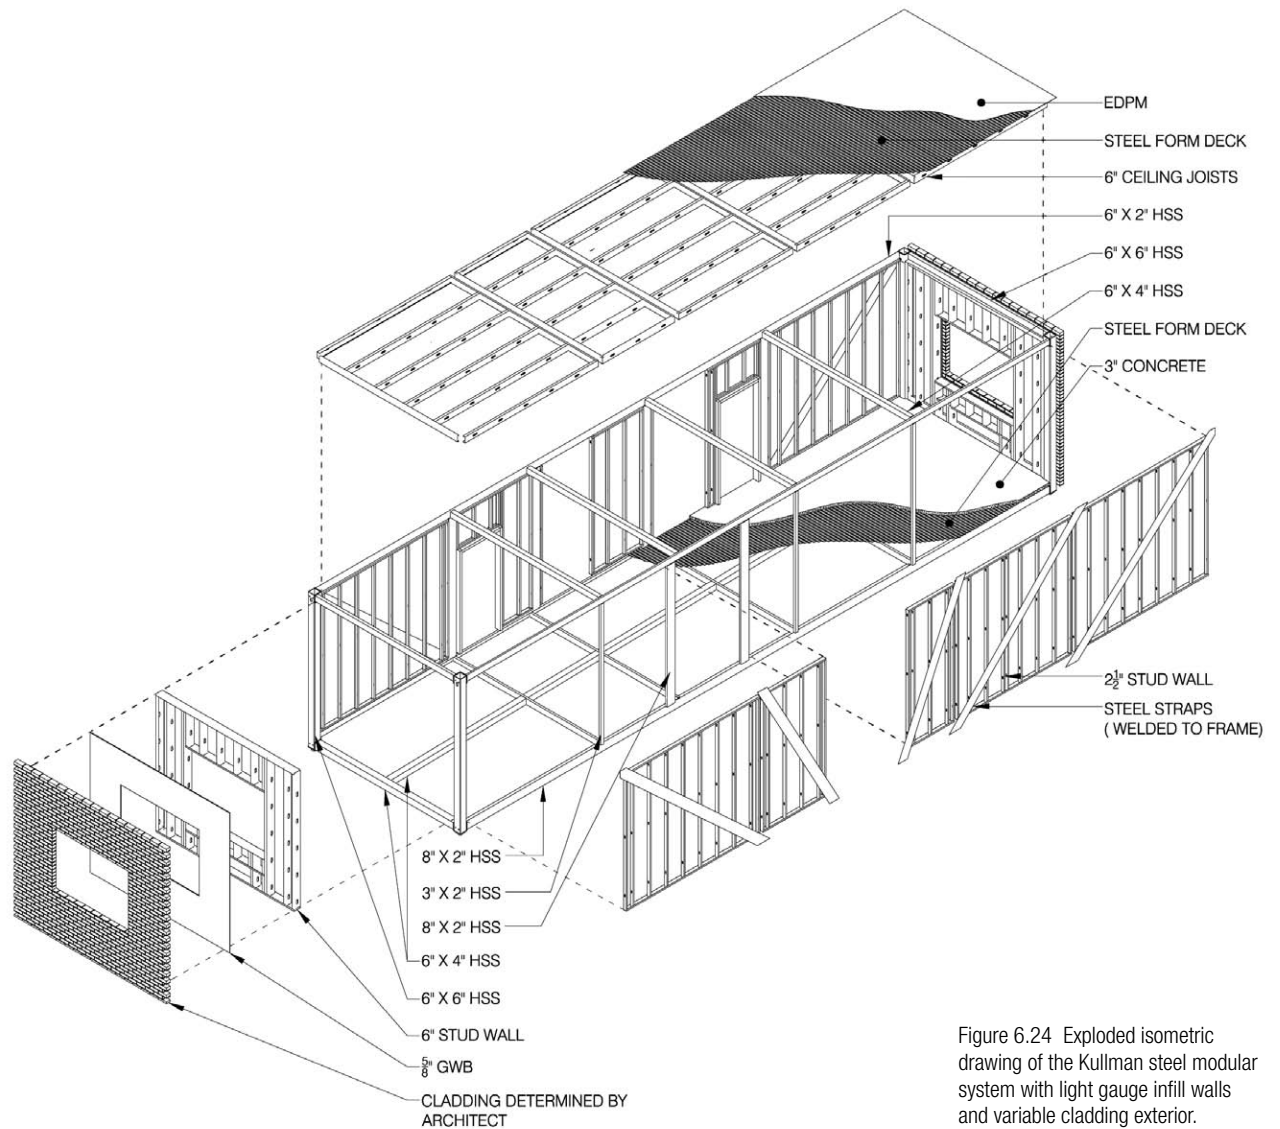 EDPM
STEEL FORM DECK
6" CEILING JOISTS
6" X 2" HSS
6" X 6" HSS
6" X 4" HSS
STEEL FORM DECK
3" CONCRETE
2½" STUD WALL
STEEL STRAPS
( WELDED TO FRAME)
8" X 2" HSS
3" X 2" HSS
8" X 2" HSS
6" X 4" HSS
6" X 6" HSS
6" STUD WALL
⅝" GWB
CLADDING DETERMINED BY
ARCHITECT
Figure 6.24 Exploded isometric
drawing of the Kullman steel modular
system with light gauge infill walls
and variable cladding exterior.